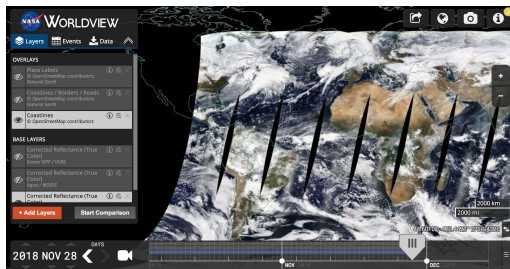 NASA WORLDVIEW
Layers Events Data
OVERLAYS
Place Labels
© OpenStreetMap contributors,
Natural Earth
Coastlines / Borders / Roads
© OpenStreetMap contributors,
Natural Earth
Coastlines
© OpenStreetMap contributors
BASE LAYERS
Corrected Reflectance (True
Color)
Suomi NPP / VIIRS
Corrected Reflectance (True
Color)
Aqua / MODIS
Corrected Reflectance (True
Color)
+ Add Layers Start Comparison
2000 km
2000 mi
DAYS
2018 NOV 28
NOV
DEC